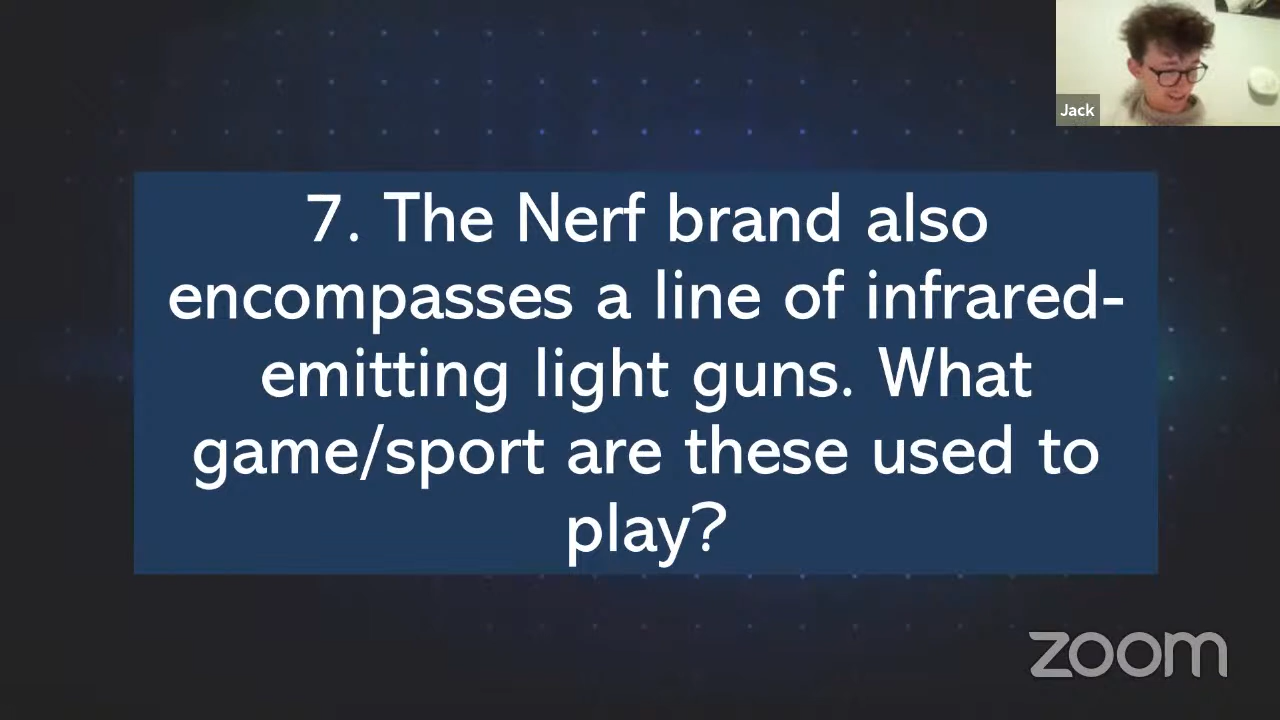 Jack
7. The Nerf brand also
encompasses a line of infrared-
emitting light guns. What
game/sport are these used to
play?
zoom